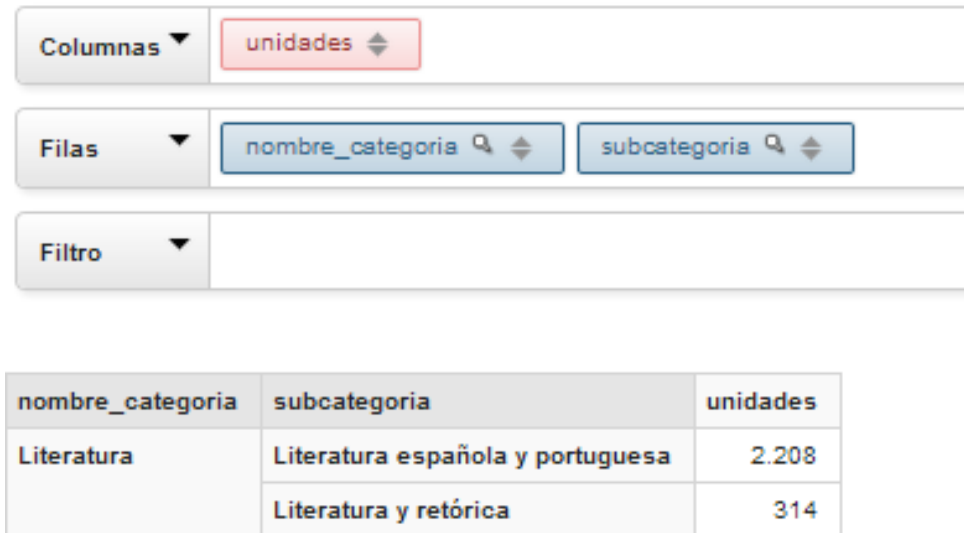 Columnas unidades
Filas nombre_categoria subcategoria
Filtro
nombre_categoria subcategoria unidades
Literatura Literatura española y portuguesa 2.208
Literatura y retórica 314